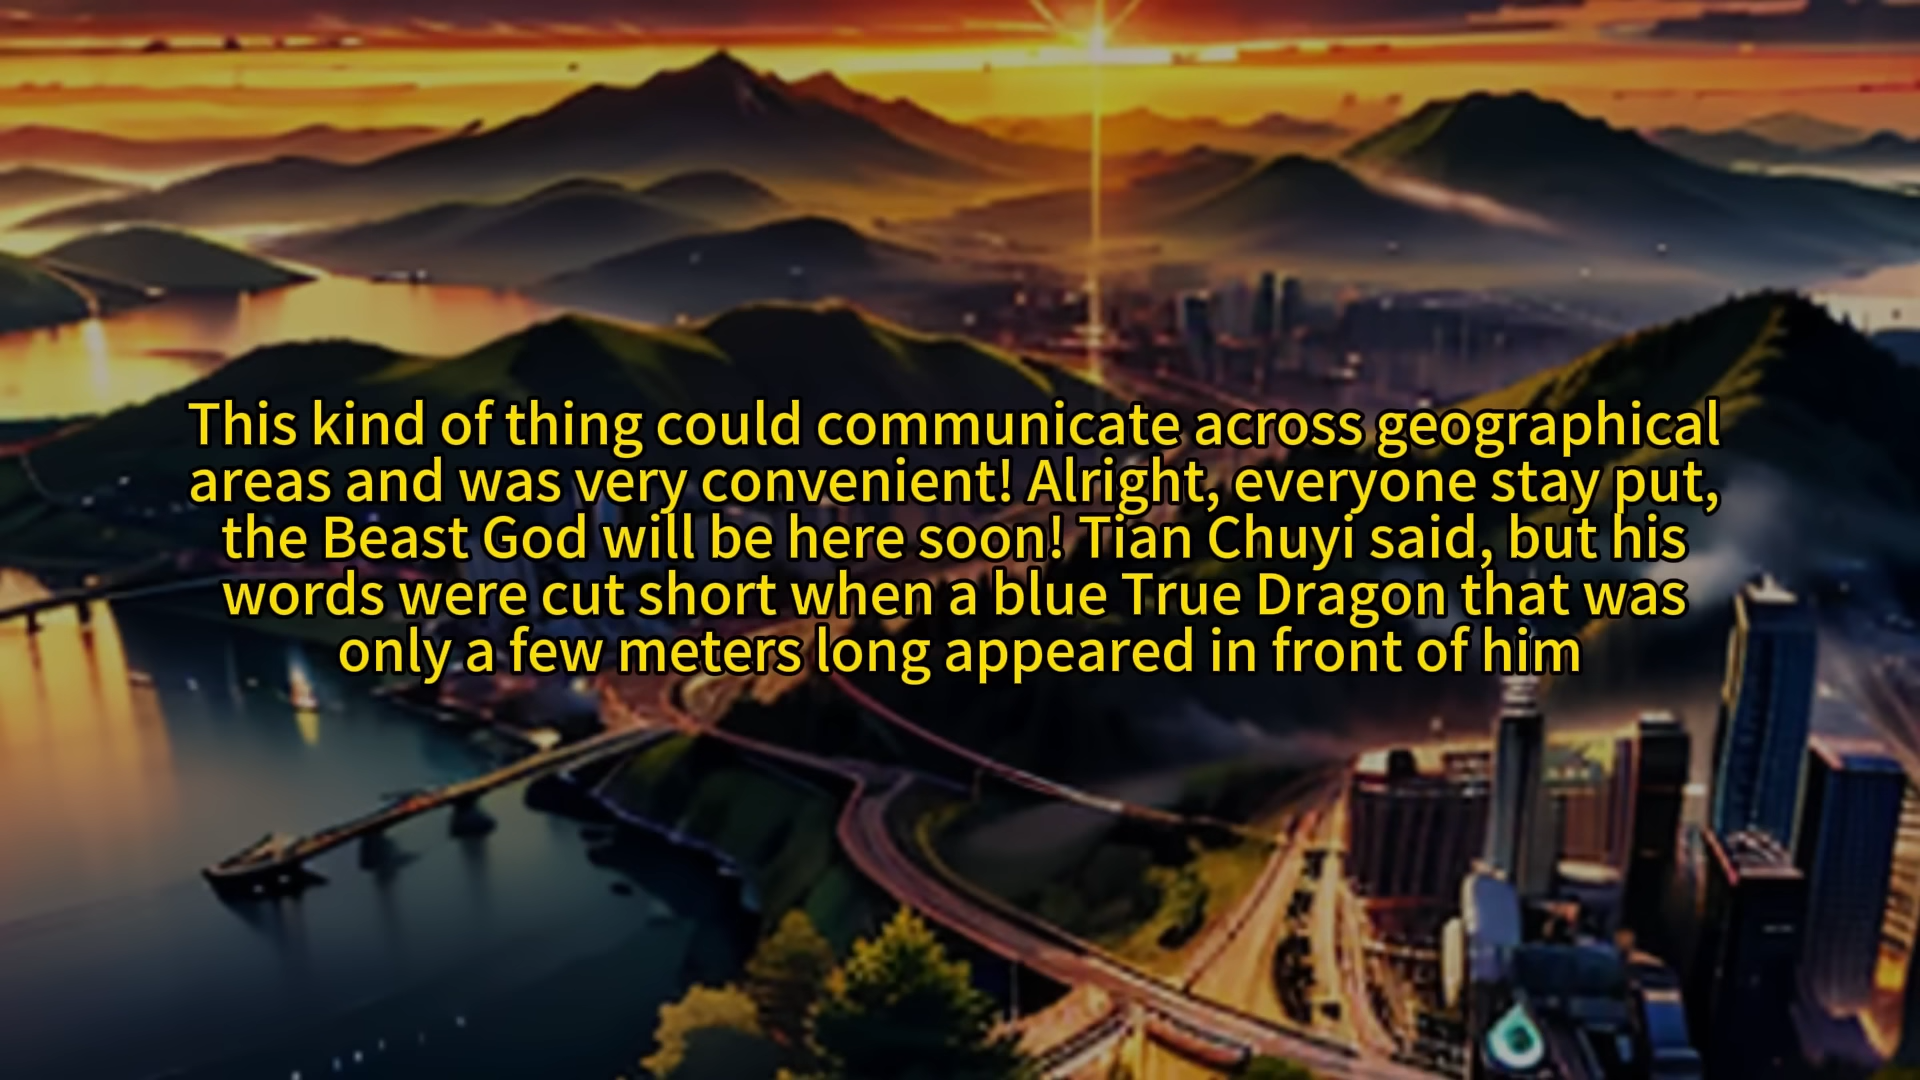 This kind of thing could communicate across geographical
areas and was very convenient! Alright, everyone stay put,
the Beast God will be here soon! Tian Chuyi said, but his
words were cut short when a blue True Dragon that was
only a few meters long appeared in front of him